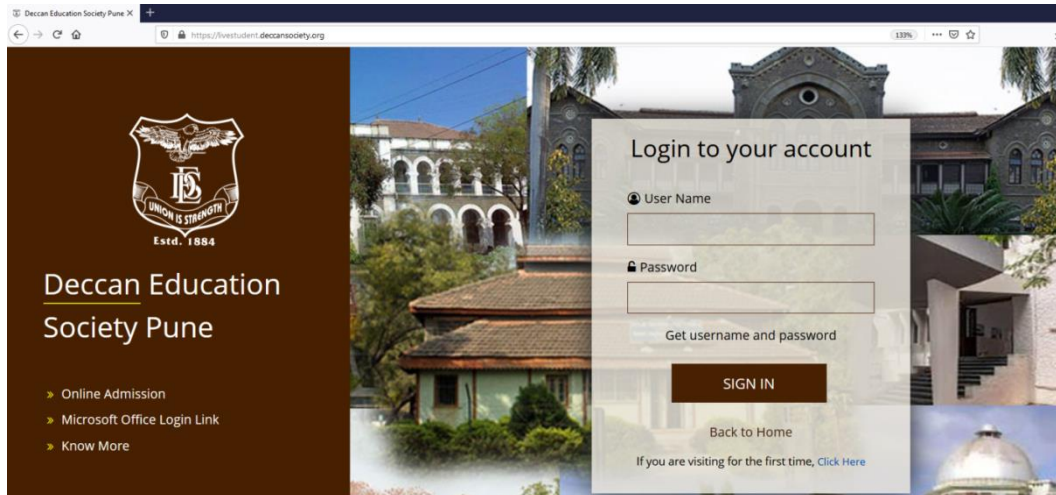 Deccan Education Society Pune
https://livestudent.deccansociety.org
133%
UNION IS STRENGTH
Estd. 1884
Deccan Education
Society Pune
» Online Admission
» Microsoft Office Login Link
» Know More
Login to your account
User Name
Password
Get username and password
SIGN IN
Back to Home
If you are visiting for the first time, Click Here